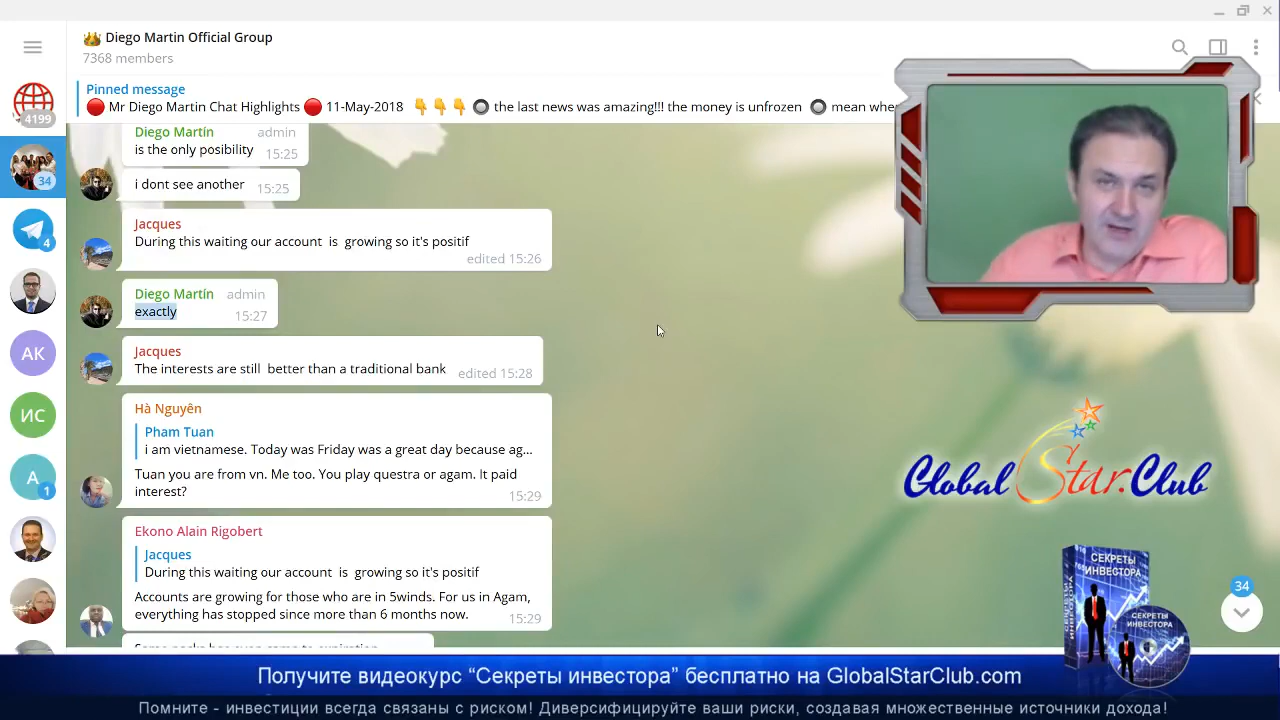 Diego Martin Official Group
7368 members
Pinned message
🔴 Mr Diego Martin Chat Highlights 🔴 11-May-2018 👇👇👇 🔘 the last news was amazing!!! the money is unfrozen 🔘 mean whe
4199
Diego Martín admin
is the only posibility 15:25
34
i dont see another 15:25
Jacques
During this waiting our account is growing so it's positif
edited 15:26
4
Diego Martín admin
exactly 15:27
АК
Jacques
The interests are still better than a traditional bank edited 15:28
Hà Nguyên
Pham Tuan
i am vietnamese. Today was Friday was a great day because ag...
Tuan you are from vn. Me too. You play questra or agam. It paid
interest?
15:29
ИС
A
1
Ekono Alain Rigobert
Jacques
During this waiting our account is growing so it's positif
Accounts are growing for those who are in 5winds. For us in Agam,
everything has stopped since more than 6 months now.
15:29
Global Star.Club
СЕКРЕТЫ
ИНВЕСТОРА
СЕКРЕТЫ
ИНВЕСТОРА
34
Получите видеокурс “Секреты инвестора” бесплатно на GlobalStarClub.com
Помните - инвестиции всегда связаны с риском! Диверсифицируйте ваши риски, создавая множественные источники дохода!